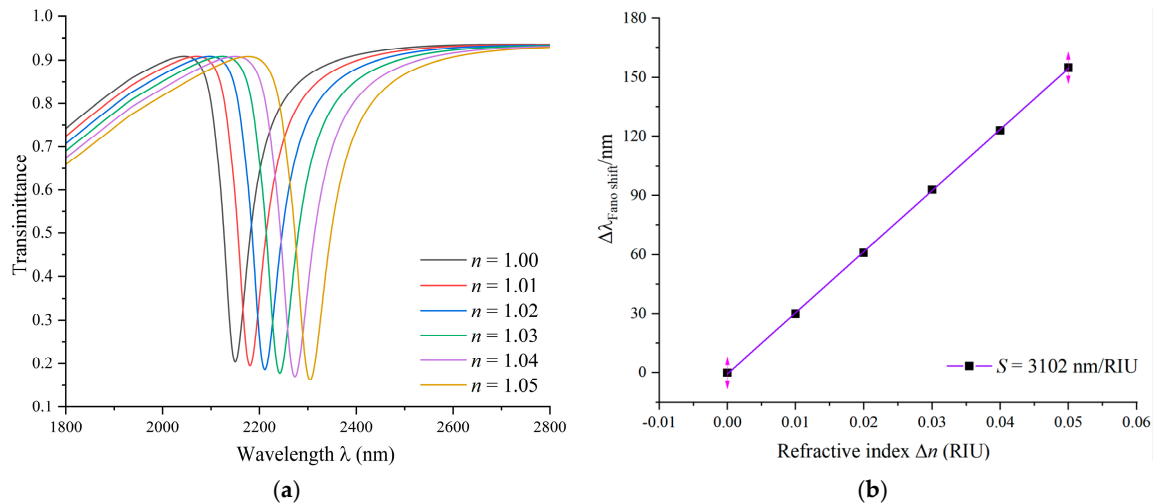 1.0
0.9
0.8
0.7
0.6
0.5
0.4
0.3
0.2
0.1
Transimittance
n = 1.00
n = 1.01
n = 1.02
n = 1.03
n = 1.04
n = 1.05
1800 2000 2200 2400 2600 2800
Wavelength λ (nm)
(a)
180
150
120
90
60
30
0
Δλ Fano shift/nm
S = 3102 nm/RIU
-0.01 0.00 0.01 0.02 0.03 0.04 0.05 0.06
Refractive index Δn (RIU)
(b)